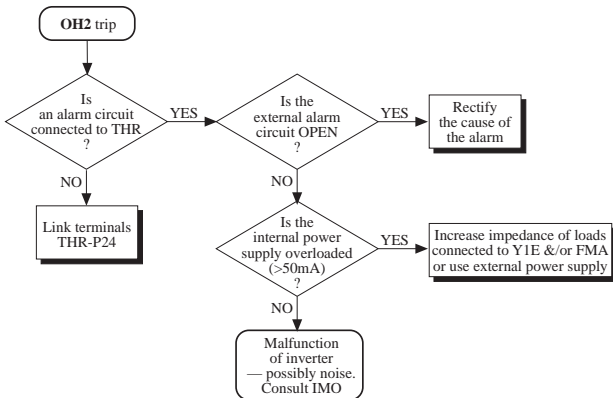 OH2 trip
Is
an alarm circuit
connected to THR
?
YES
Is the
external alarm
circuit OPEN
?
YES
Rectify
the cause of
the alarm
NO
Link terminals
THR-P24
NO
Is the
internal power
supply overloaded
(>50mA)
?
YES
Increase impedance of loads
connected to Y1E &/or FMA
or use external power supply
NO
Malfunction
of inverter
— possibly noise.
Consult IMO